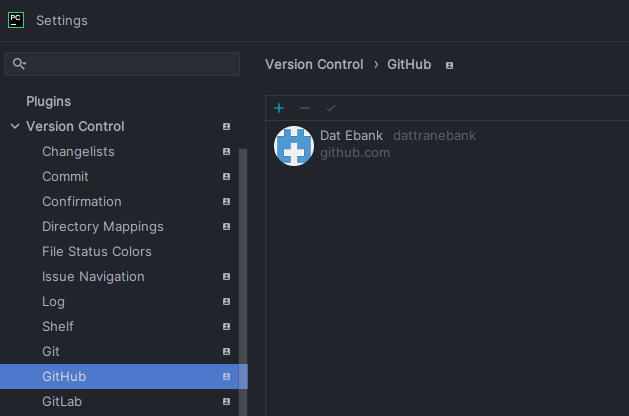 PC
Settings
Version Control › GitHub
Plugins
Version Control
Changelists
Commit
Confirmation
Directory Mappings
File Status Colors
Issue Navigation
Log
Shelf
Git
GitHub
GitLab
Dat Ebank dattranebank
github.com